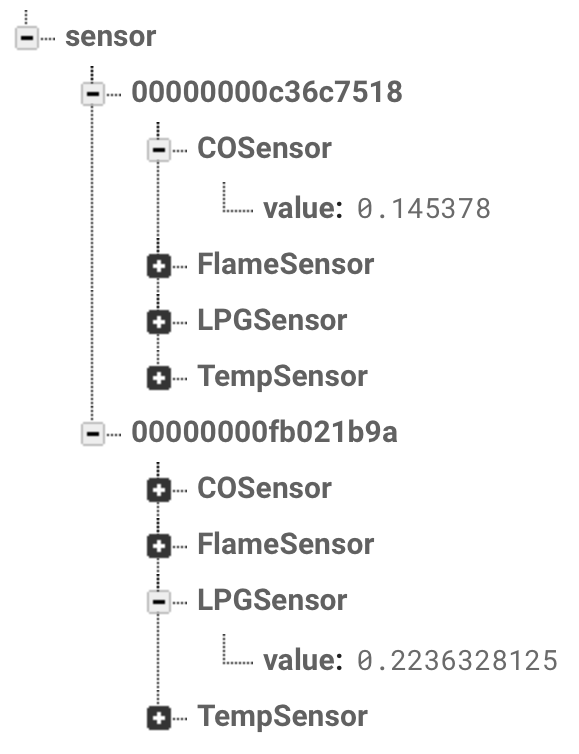 sensor
00000000c36c7518
COSensor
value: 0.145378
FlameSensor
LPGSensor
TempSensor
00000000fb021b9a
COSensor
FlameSensor
LPGSensor
value: 0.2236328125
TempSensor